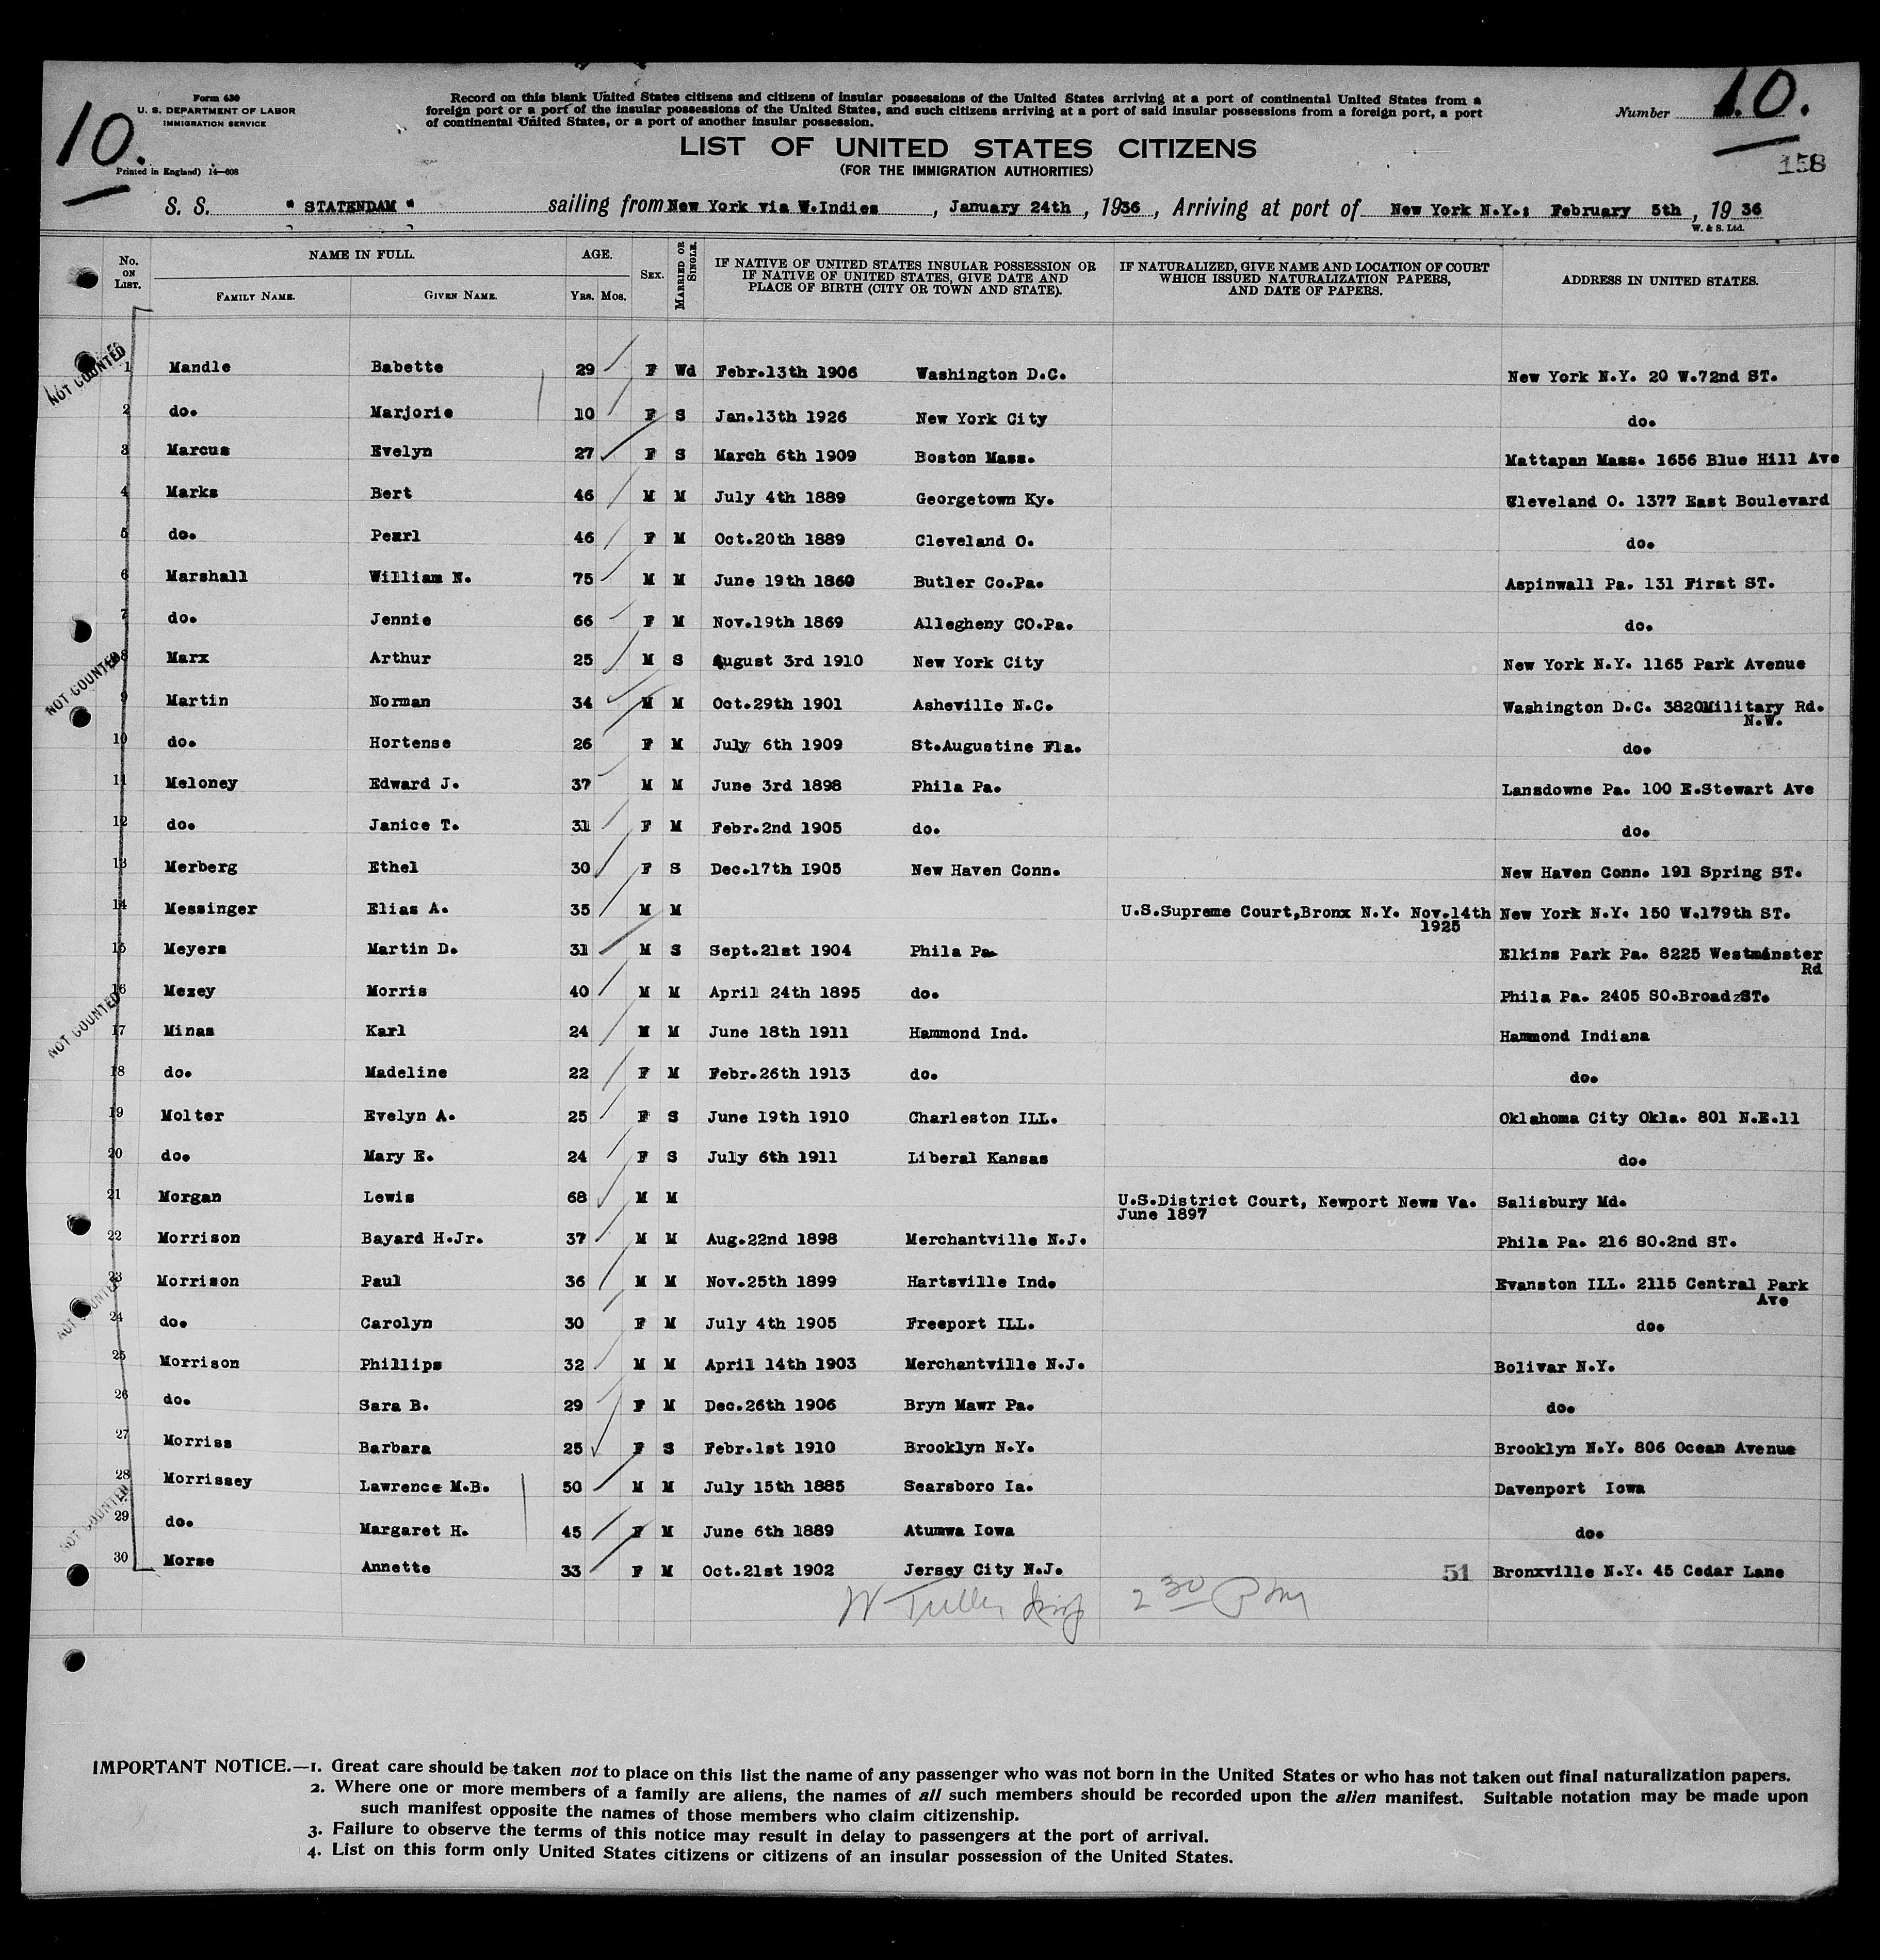 10.
Form 630
U. S. DEPARTMENT OF LABOR
IMMIGRATION SERVICE
Printed in England) 14—608
Record on this blank United States citizens and citizens of insular possessions of the United States arriving at a port of continental United States from a
foreign port or a port of the insular possessions of the United States, and such citizens arriving at a port of said insular possessions from a foreign port, a port
of continental United States, or a port of another insular possession.
Number 10.
158
LIST OF UNITED STATES CITIZENS
(FOR THE IMMIGRATION AUTHORITIES)
S. S. " STATENDAM " sailing from New York via W.Indies , January 24th , 1936 , Arriving at port of New York N.Y.: February 5th , 19 36
W. & S. Ltd.
No. ON LIST. NAME IN FULL. FAMILY NAME. GIVEN NAME. AGE. YRS. MOS. SEX. MARRIED OR SINGLE. IF NATIVE OF UNITED STATES INSULAR POSSESSION OR IF NATIVE OF UNITED STATES, GIVE DATE AND PLACE OF BIRTH (CITY OR TOWN AND STATE). IF NATURALIZED, GIVE NAME AND LOCATION OF COURT WHICH ISSUED NATURALIZATION PAPERS, AND DATE OF PAPERS. ADDRESS IN UNITED STATES.
NOT COUNTED
1 Mandle Babette 29 F Wd Febr.13th 1906 Washington D.C. New York N.Y. 20 W.72nd ST.
2 do. Marjorie 10 F S Jan.13th 1926 New York City do.
3 Marcus Evelyn 27 F S March 6th 1909 Boston Mass. Mattapan Mass. 1656 Blue Hill Ave
4 Marks Bert 46 M M July 4th 1889 Georgetown Ky. Cleveland O. 1377 East Boulevard
5 do. Pearl 46 F M Oct.20th 1889 Cleveland O. do.
6 Marshall William N. 75 M M June 19th 1860 Butler Co.Pa. Aspinwall Pa. 131 First ST.
7 do. Jennie 66 F M Nov.19th 1869 Allegheny CO.Pa. do.
NOT COUNTED
8 Marx Arthur 25 M S August 3rd 1910 New York City New York N.Y. 1165 Park Avenue
9 Martin Norman 34 M M Oct.29th 1901 Asheville N.C. Washington D.C. 3820Military Rd.
N.W.
10 do. Hortense 26 F M July 6th 1909 St.Augustine Fla. do.
11 Meloney Edward J. 37 M M June 3rd 1898 Phila Pa. Lansdowne Pa. 100 E.Stewart Ave
12 do. Janice T. 31 F M Febr.2nd 1905 do. do.
13 Merberg Ethel 30 F S Dec.17th 1905 New Haven Conn. New Haven Conn. 191 Spring ST.
14 Messinger Elias A. 35 M M U.S.Supreme Court,Bronx N.Y. Nov.14th New York N.Y. 150 W.179th ST.
1925
15 Meyers Martin D. 31 M S Sept.21st 1904 Phila Pa. Elkins Park Pa. 8225 Westminster
Rd
NOT COUNTED
16 Mezey Morris 40 M M April 24th 1895 do. Phila Pa. 2405 SO.Broad ST.
17 Minas Karl 24 M M June 18th 1911 Hammond Ind. Hammond Indiana
18 do. Madeline 22 F M Febr.26th 1913 do. do.
19 Molter Evelyn A. 25 F S June 19th 1910 Charleston ILL. Oklahoma City Okla. 801 N.E.11
20 do. Mary E. 24 F S July 6th 1911 Liberal Kansas do.
21 Morgan Lewis 68 M M U.S.District Court, Newport News Va. Salisbury Md.
June 1897
22 Morrison Bayard H.Jr. 37 M M Aug.22nd 1898 Merchantville N.J. Phila Pa. 216 SO.2nd ST.
23 Morrison Paul 36 M M Nov.25th 1899 Hartsville Ind. Evanston ILL. 2115 Central Park
Ave
NOT COUNTED
24 do. Carolyn 30 F M July 4th 1905 Freeport ILL. do.
25 Morrison Phillips 32 M M April 14th 1903 Merchantville N.J. Bolivar N.Y.
26 do. Sara B. 29 F M Dec.26th 1906 Bryn Mawr Pa. do.
27 Morriss Barbara 25 F S Febr.1st 1910 Brooklyn N.Y. Brooklyn N.Y. 806 Ocean Avenue
28 Morrissey Lawrence M.B. 50 M M July 15th 1885 Searsboro Ia. Davenport Iowa
NOT COUNTED
29 do. Margaret H. 45 F M June 6th 1889 Atumwa Iowa do.
30 Morse Annette 33 F M Oct.21st 1902 Jersey City N.J. 51 Bronxville N.Y. 45 Cedar Lane
2 30 Pm
IMPORTANT NOTICE.—1. Great care should be taken not to place on this list the name of any passenger who was not born in the United States or who has not taken out final naturalization papers.
2. Where one or more members of a family are aliens, the names of all such members should be recorded upon the alien manifest. Suitable notation may be made upon
such manifest opposite the names of those members who claim citizenship.
3. Failure to observe the terms of this notice may result in delay to passengers at the port of arrival.
4. List on this form only United States citizens or citizens of an insular possession of the United States.